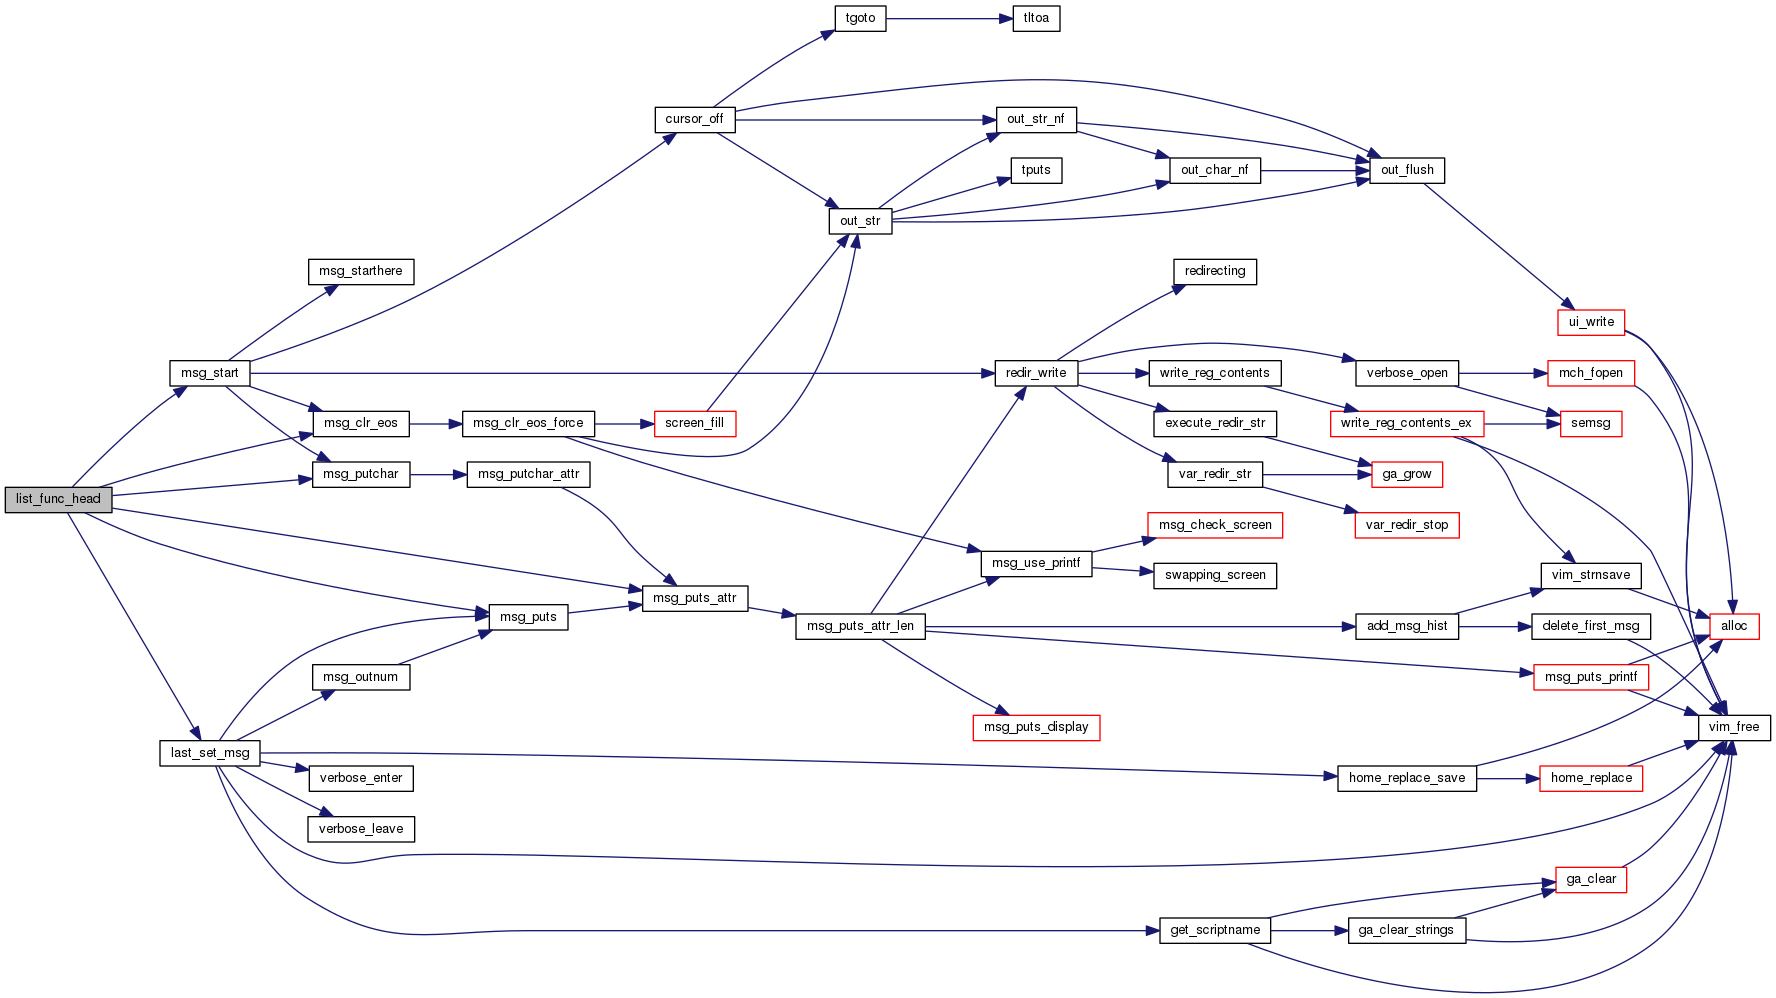 tgoto
tltoa
cursor_off
out_str_nf
tputs
out_char_nf
out_flush
out_str
msg_starthere
redirecting
ui_write
msg_start
redir_write
write_reg_contents
verbose_open
mch_fopen
msg_clr_eos
msg_clr_eos_force
screen_fill
execute_redir_str
write_reg_contents_ex
semsg
msg_putchar
msg_putchar_attr
var_redir_str
ga_grow
list_func_head
msg_check_screen
var_redir_stop
msg_use_printf
swapping_screen
vim_strnsave
msg_puts_attr
msg_puts
msg_puts_attr_len
add_msg_hist
delete_first_msg
alloc
msg_outnum
msg_puts_printf
msg_puts_display
vim_free
last_set_msg
verbose_enter
home_replace_save
home_replace
verbose_leave
ga_clear
get_scriptname
ga_clear_strings